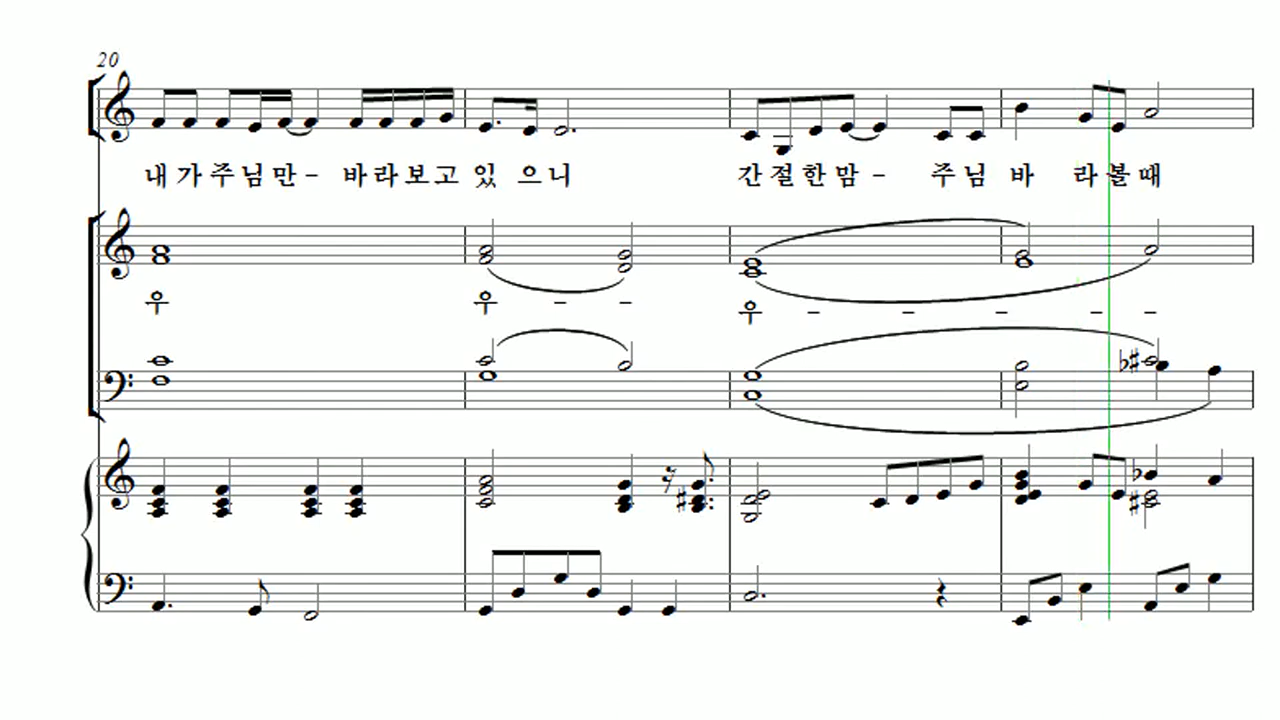 20
내가주님만- 바라보고있 으니 간절한맘- 주님 바 라볼때
우 우 - -
우 - - - - -